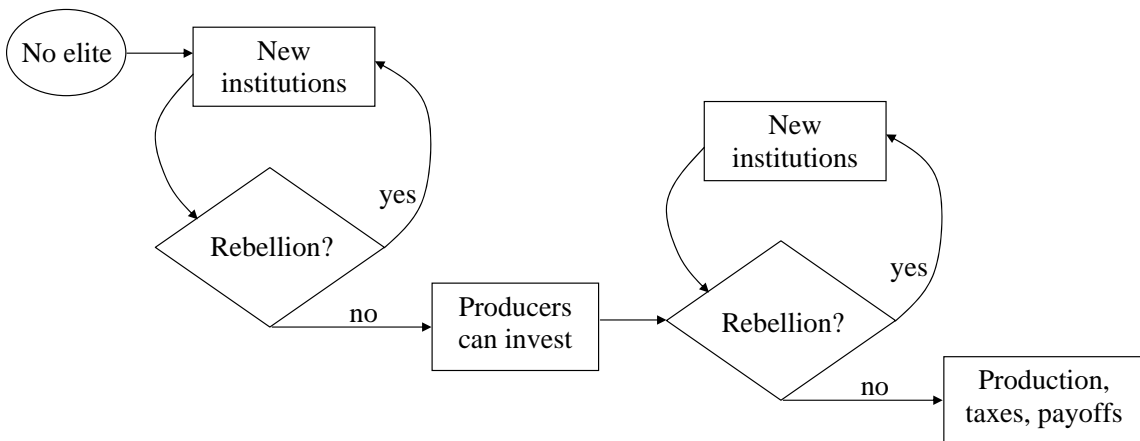 No elite
New
institutions
Rebellion?
yes
no
Producers
can invest
New
institutions
Rebellion?
yes
no
Production,
taxes, payoffs